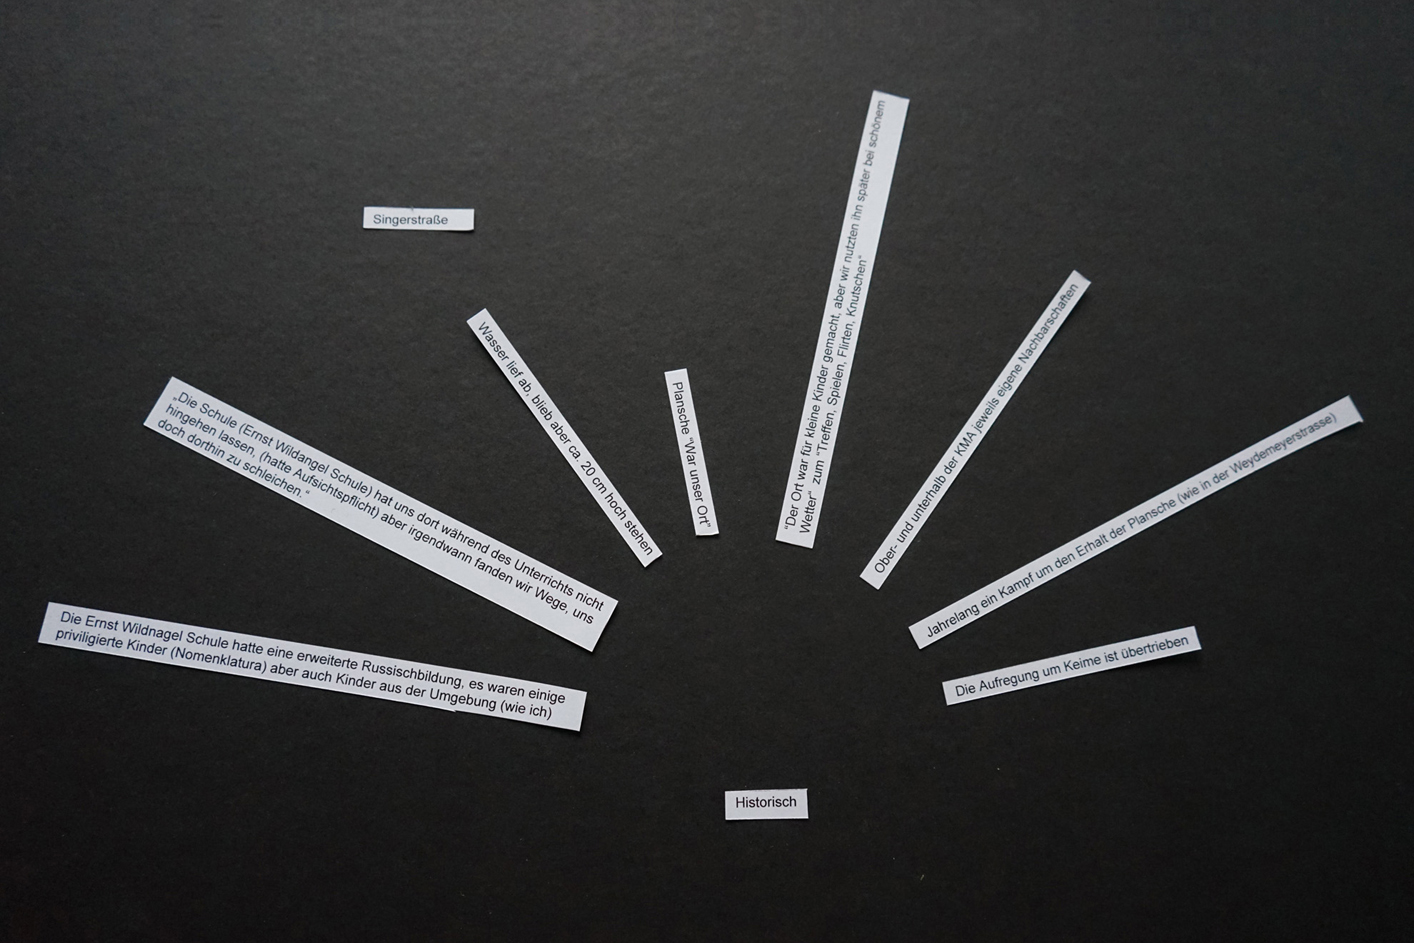 Singerstraße
Die Ernst Wildnagel Schule hatte eine erweiterte Russischbildung, es waren einige
priviligierte Kinder (Nomenklatura) aber auch Kinder aus der Umgebung (wie ich)
„Die Schule (Ernst Wildangel Schule) hat uns dort während des Unterrichts nicht
hingehen lassen, (hatte Aufsichtspflicht) aber irgendwann fanden wir Wege, uns
doch dorthin zu schleichen.“
Wasser lief ab, blieb aber ca. 20 cm hoch stehen
Plansche “War unser Ort”
“Der Ort war für kleine Kinder gemacht, aber wir nutzten ihn später bei schönem
Wetter“ zum “Treffen, Spielen, Flirten, Knutschen“
Ober- und unterhalb der KMA jeweils eigene Nachbarschaften
Jahrelang ein Kampf um den Erhalt der Plansche (wie in der Weydemeyerstrasse)
Die Aufregung um Keime ist übertrieben
Historisch